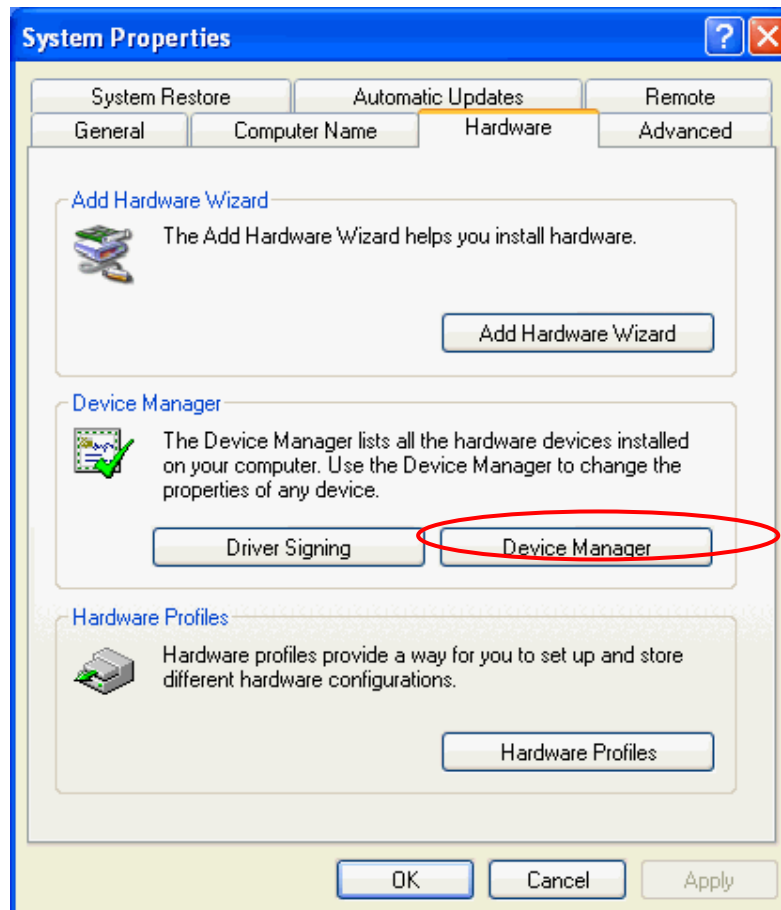 System Properties
System Restore
Automatic Updates
Remote
General
Computer Name
Hardware
Advanced
Add Hardware Wizard
The Add Hardware Wizard helps you install hardware.
Add Hardware Wizard
Device Manager
The Device Manager lists all the hardware devices installed
on your computer. Use the Device Manager to change the
properties of any device.
Driver Signing
Device Manager
Hardware Profiles
Hardware profiles provide a way for you to set up and store
different hardware configurations.
Hardware Profiles
OK
Cancel
Apply